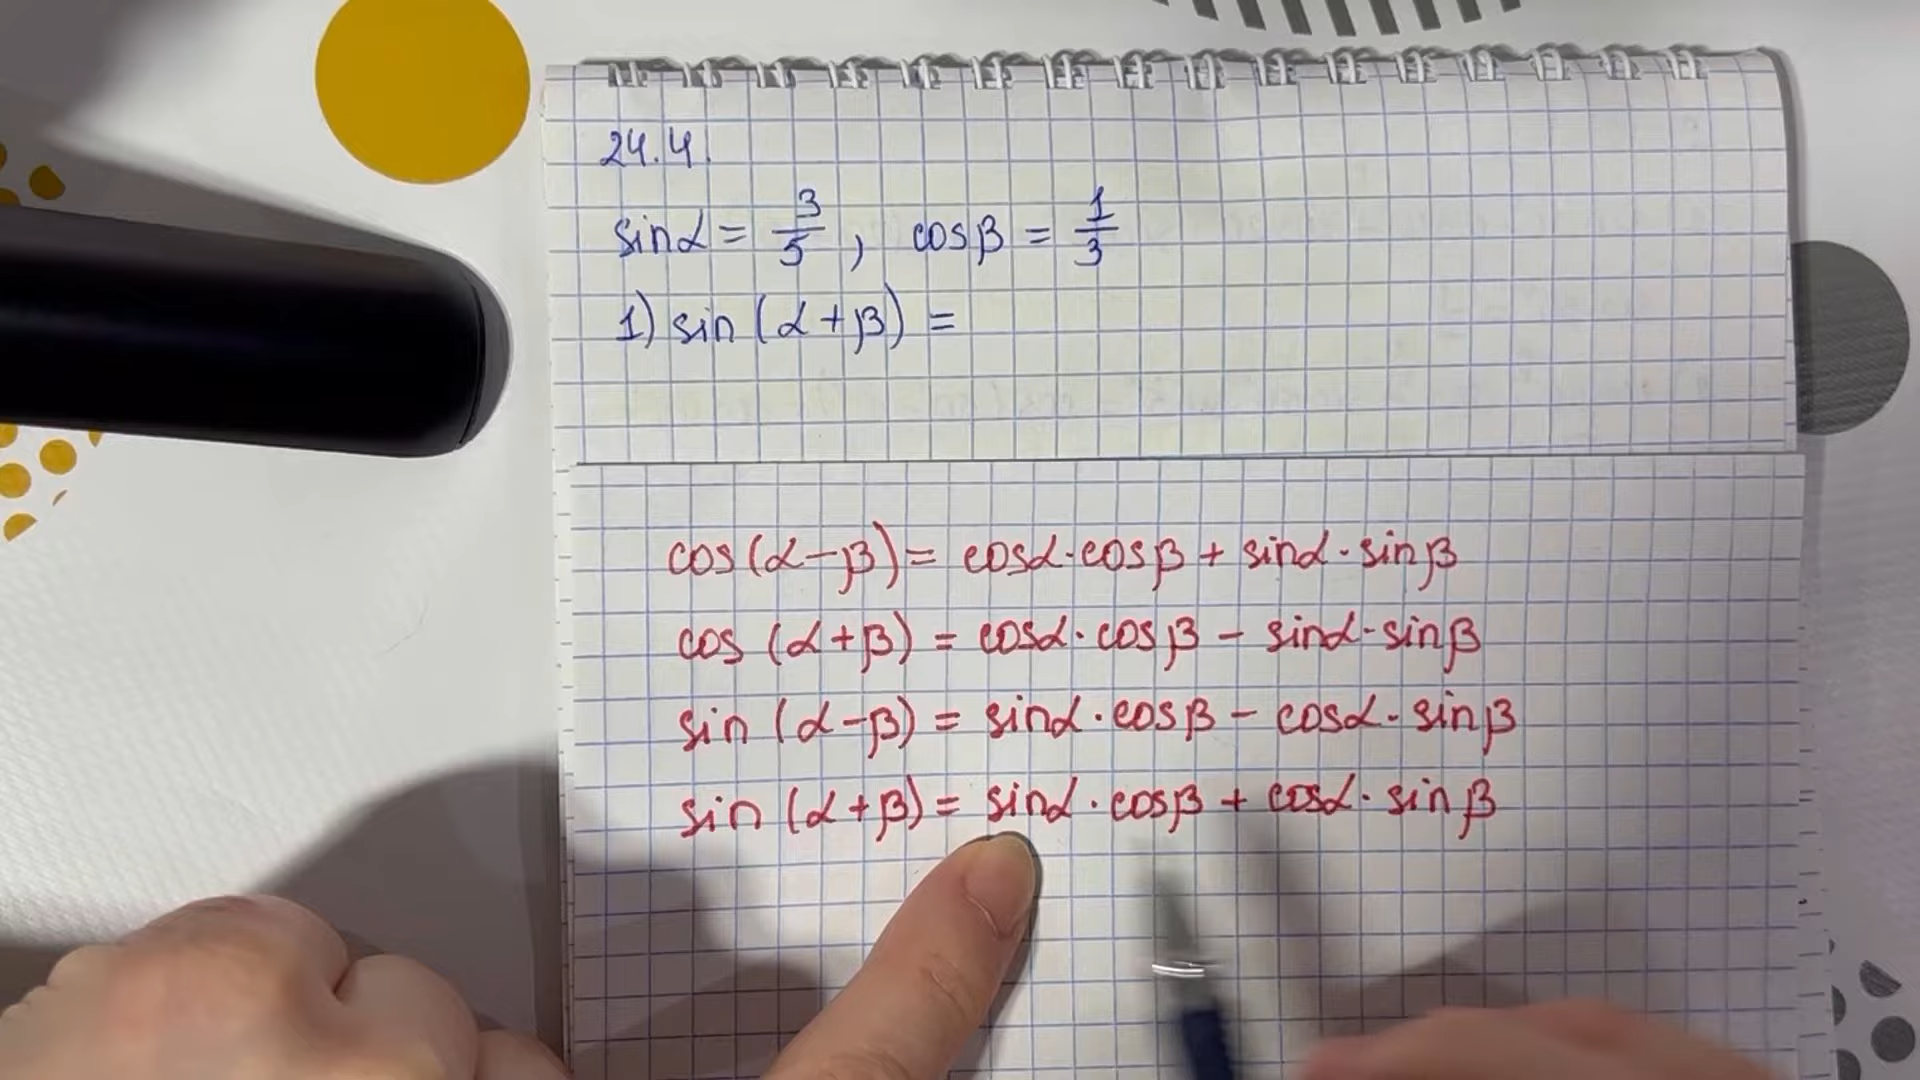 24.4.
sinα = 3/5, cosβ = 1/3
1) sin (α+β) =
cos (α-β) = cosα·cosβ + sinα·sinβ
cos (α+β) = cosα·cosβ - sinα·sinβ
sin (α-β) = sinα·cosβ - cosα·sinβ
sin (α+β) = sinα·cosβ + cosα·sinβ